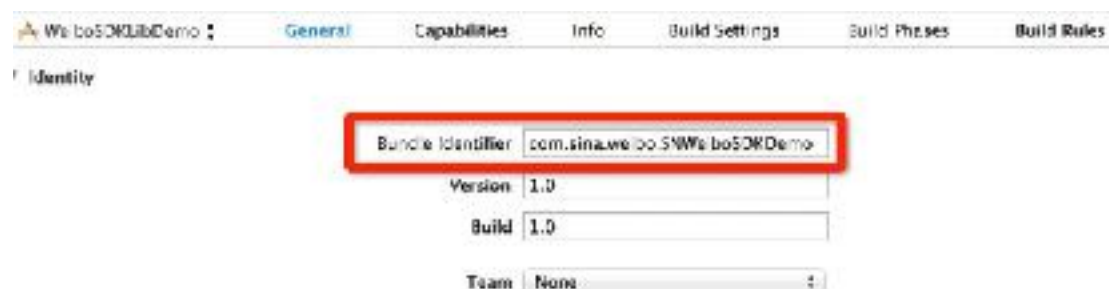 WeiboSDKLibDemo General Capabilities Info Build Settings Build Phases Build Rules
Identity
Bundle Identifier com.sina.weibo.SNWeiboSDKDemo
Version 1.0
Build 1.0
Team None